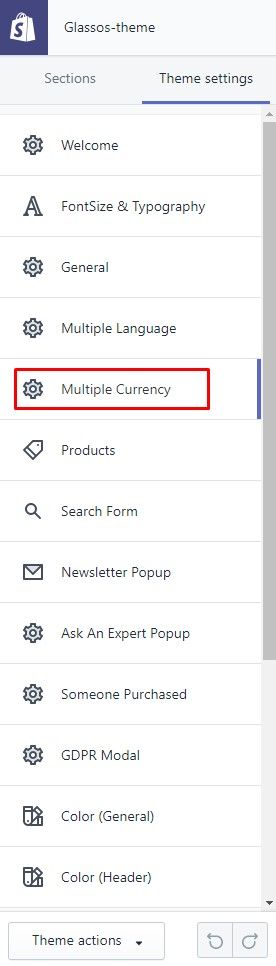 Glassos-theme
Sections Theme settings
Welcome
FontSize & Typography
General
Multiple Language
Multiple Currency
Products
Search Form
Newsletter Popup
Ask An Expert Popup
Someone Purchased
GDPR Modal
Color (General)
Color (Header)
Theme actions